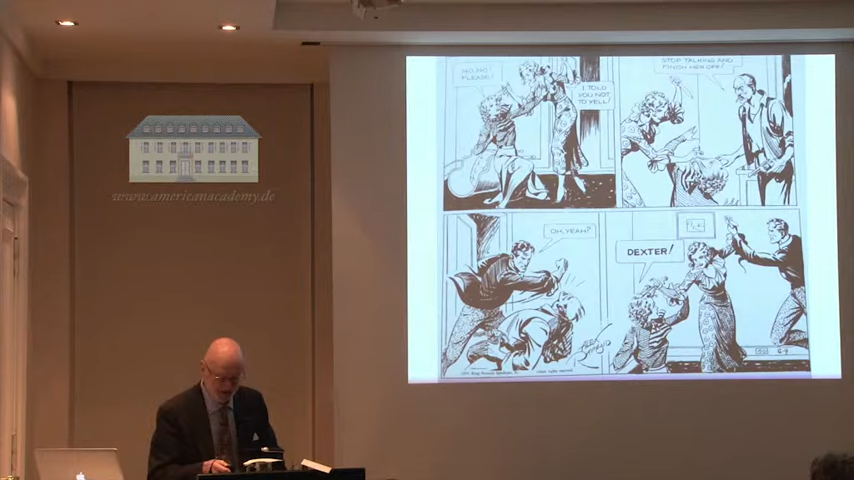 NO, NO!
PLEASE!
I TOLD
YOU NOT
TO YELL!
STOP TALKING AND
FINISH HER OFF!
www.americanacademy.de
OH, YEAH?
DEXTER!